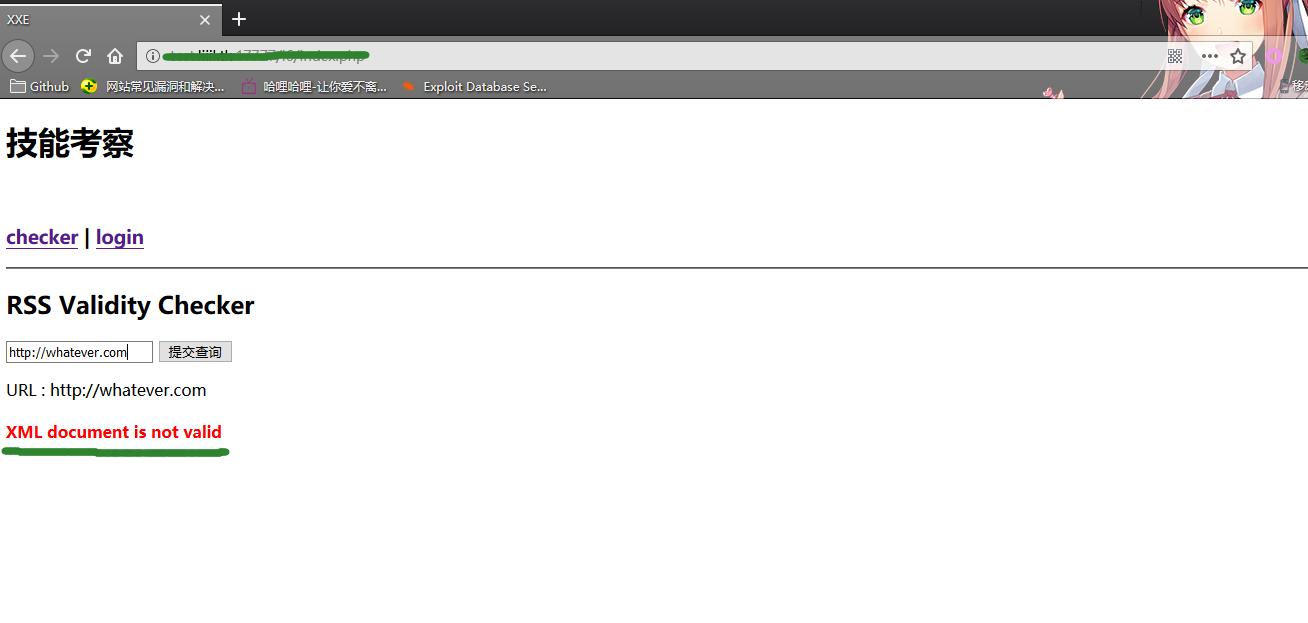 XXE
Github 网站常见漏洞和解决... 哈哩哈哩-让你爱不离... Exploit Database Se...
技能考察
checker | login
RSS Validity Checker
http://whatever.com 提交查询
URL : http://whatever.com
XML document is not valid